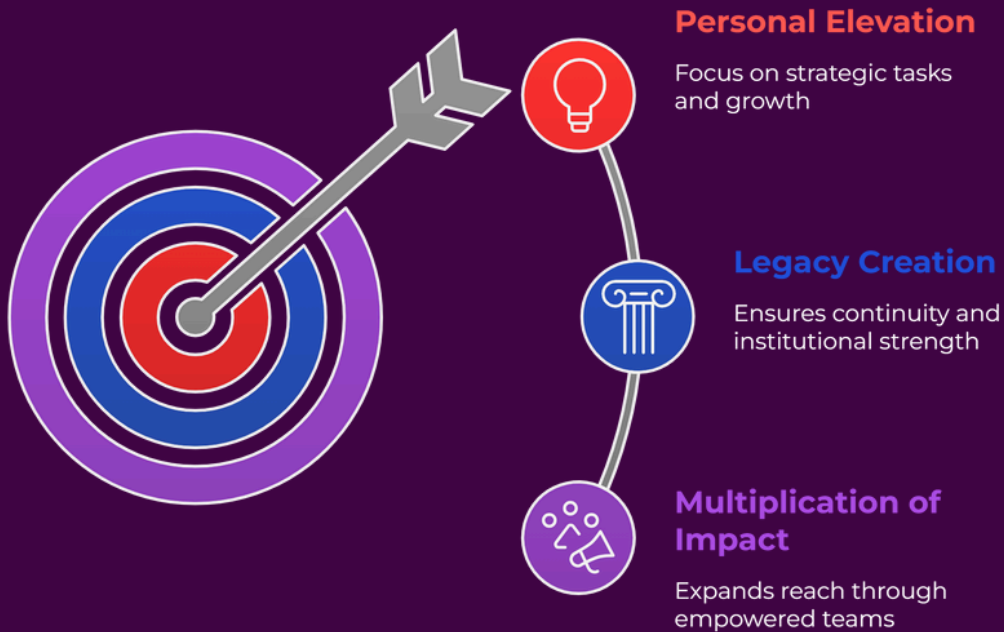 Personal Elevation
Focus on strategic tasks
and growth
Legacy Creation
Ensures continuity and
institutional strength
Multiplication of
Impact
Expands reach through
empowered teams